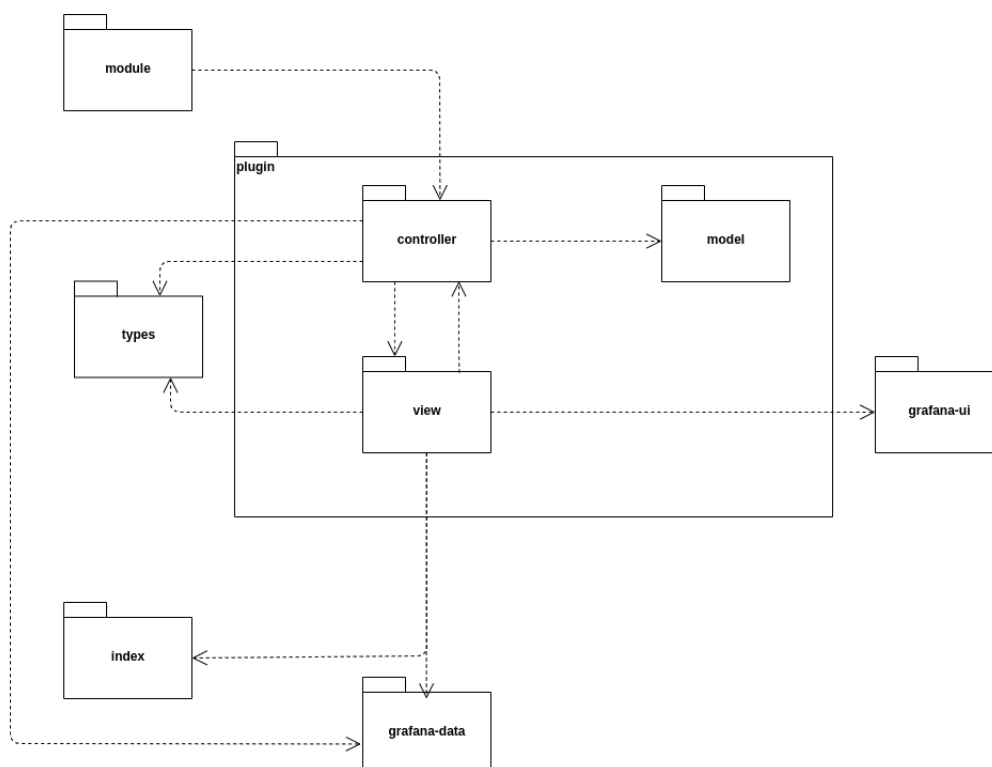 module
plugin
controller
model
types
view
grafana-ui
index
grafana-data